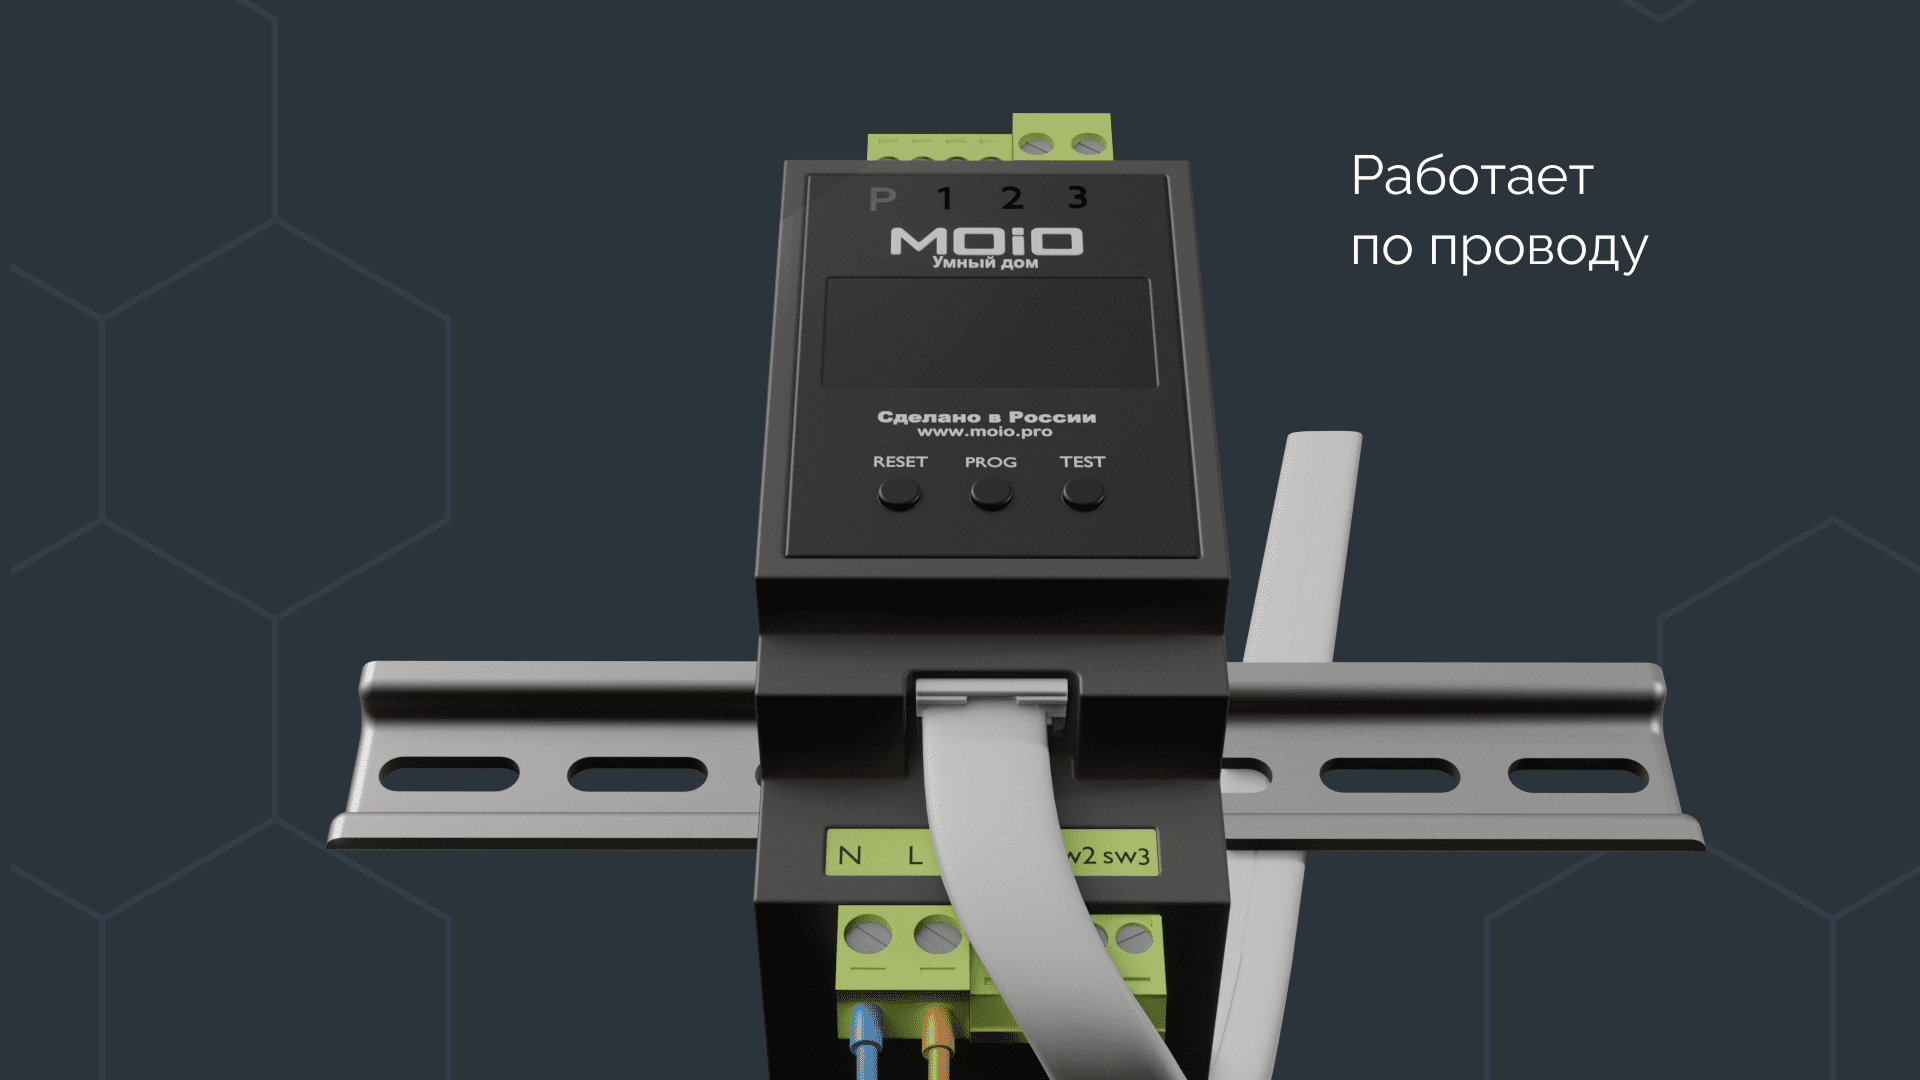 Работает
по проводу
P 1 2 3
MOiO
Умный дом
Сделано в России
www.moio.pro
RESET PROG TEST
N L sw3